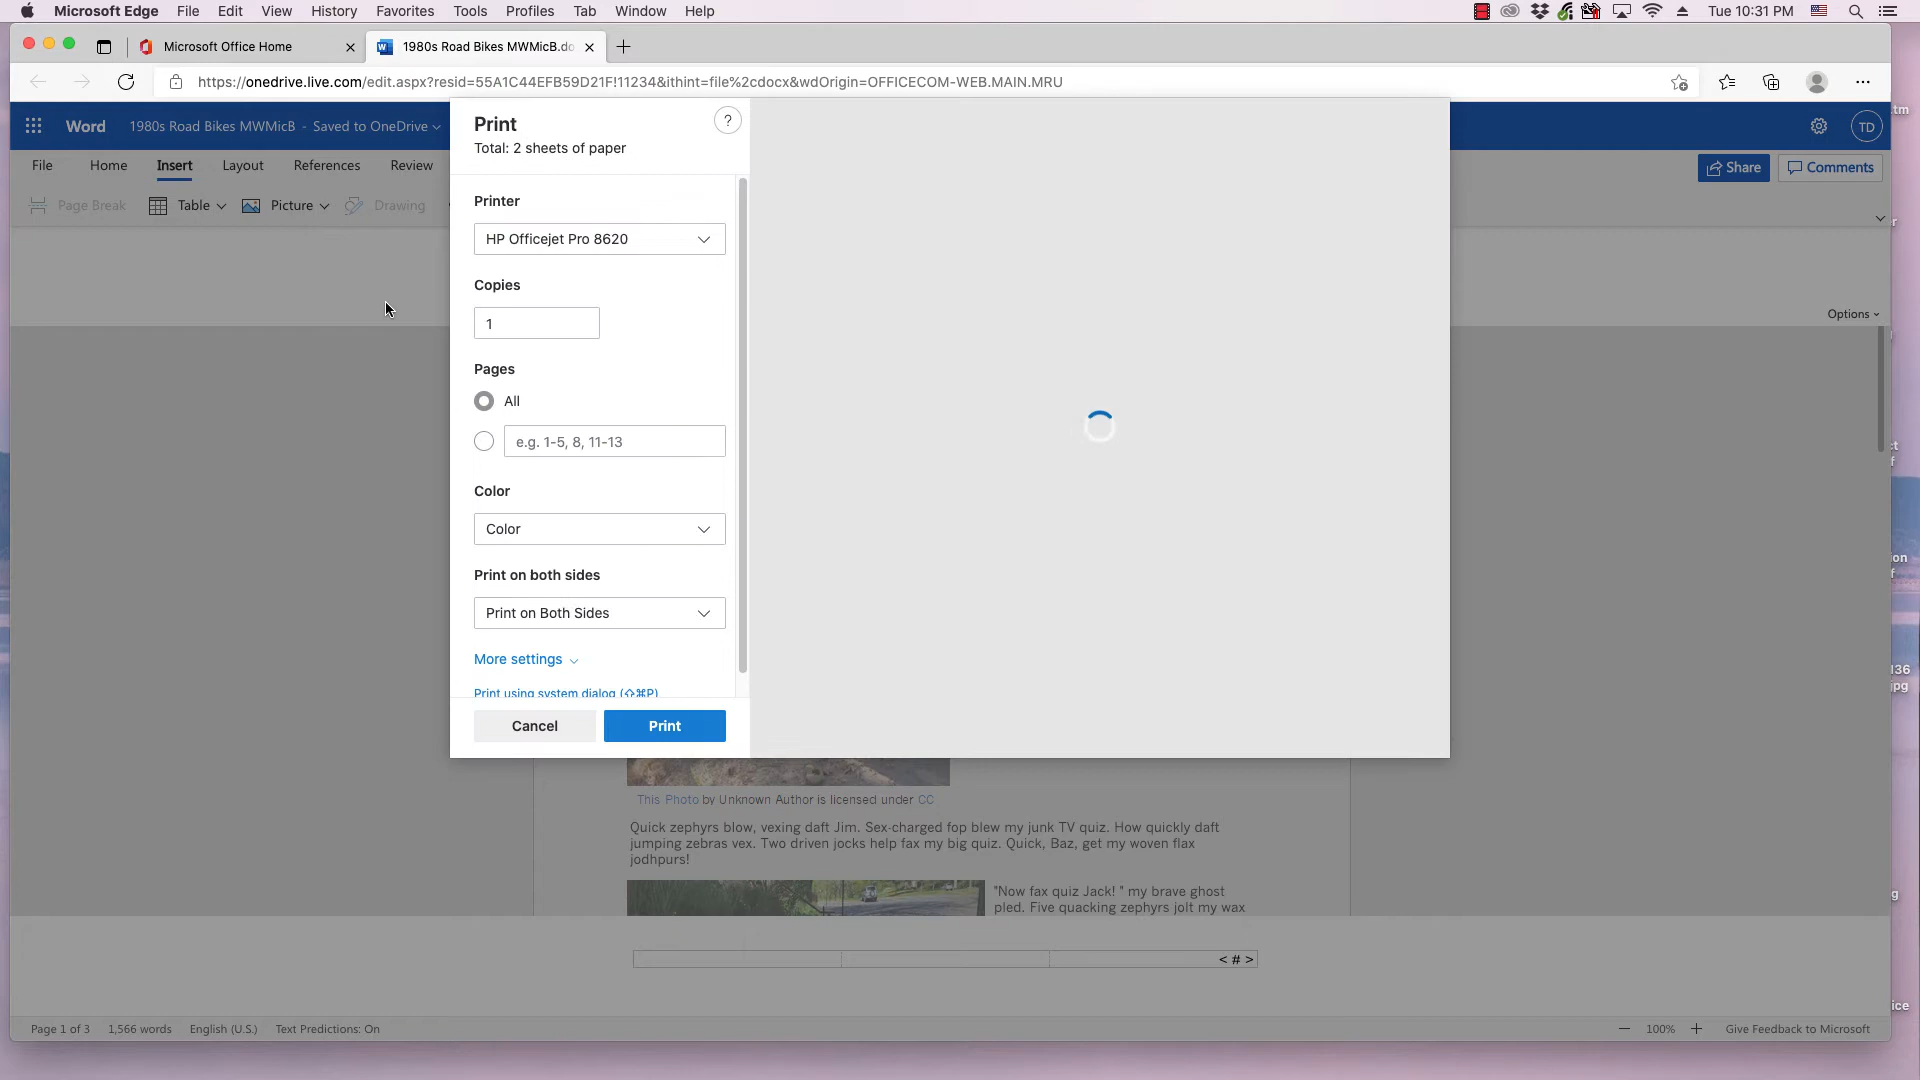 Microsoft Edge File Edit View History Favorites Tools Profiles Tab Window Help Tue 10:31 PM
Microsoft Office Home 1980s Road Bikes MWMicB.do
https://onedrive.live.com/edit.aspx?resid=55A1C44EFB59D21F!11234&ithint=file%2cdocx&wdOrigin=OFFICECOM-WEB.MAIN.MRU
Word 1980s Road Bikes MWMicB - Saved to OneDrive TD
File Home Insert Layout References Review Share Comments
Page Break Table Picture Drawing
Options
Print ?
Total: 2 sheets of paper
Printer
HP Officejet Pro 8620
Copies
1
Pages
All
e.g. 1-5, 8, 11-13
Color
Color
Print on both sides
Print on Both Sides
More settings
Print using system dialog (⇧⌘P)
Cancel Print
This Photo by Unknown Author is licensed under CC
Quick zephyrs blow, vexing daft Jim. Sex-charged fop blew my junk TV quiz. How quickly daft
jumping zebras vex. Two driven jocks help fax my big quiz. Quick, Baz, get my woven flax
jodhpurs!
"Now fax quiz Jack! " my brave ghost
pled. Five quacking zephyrs jolt my wax
< # >
Page 1 of 3 1,566 words English (U.S.) Text Predictions: On 100% Give Feedback to Microsoft